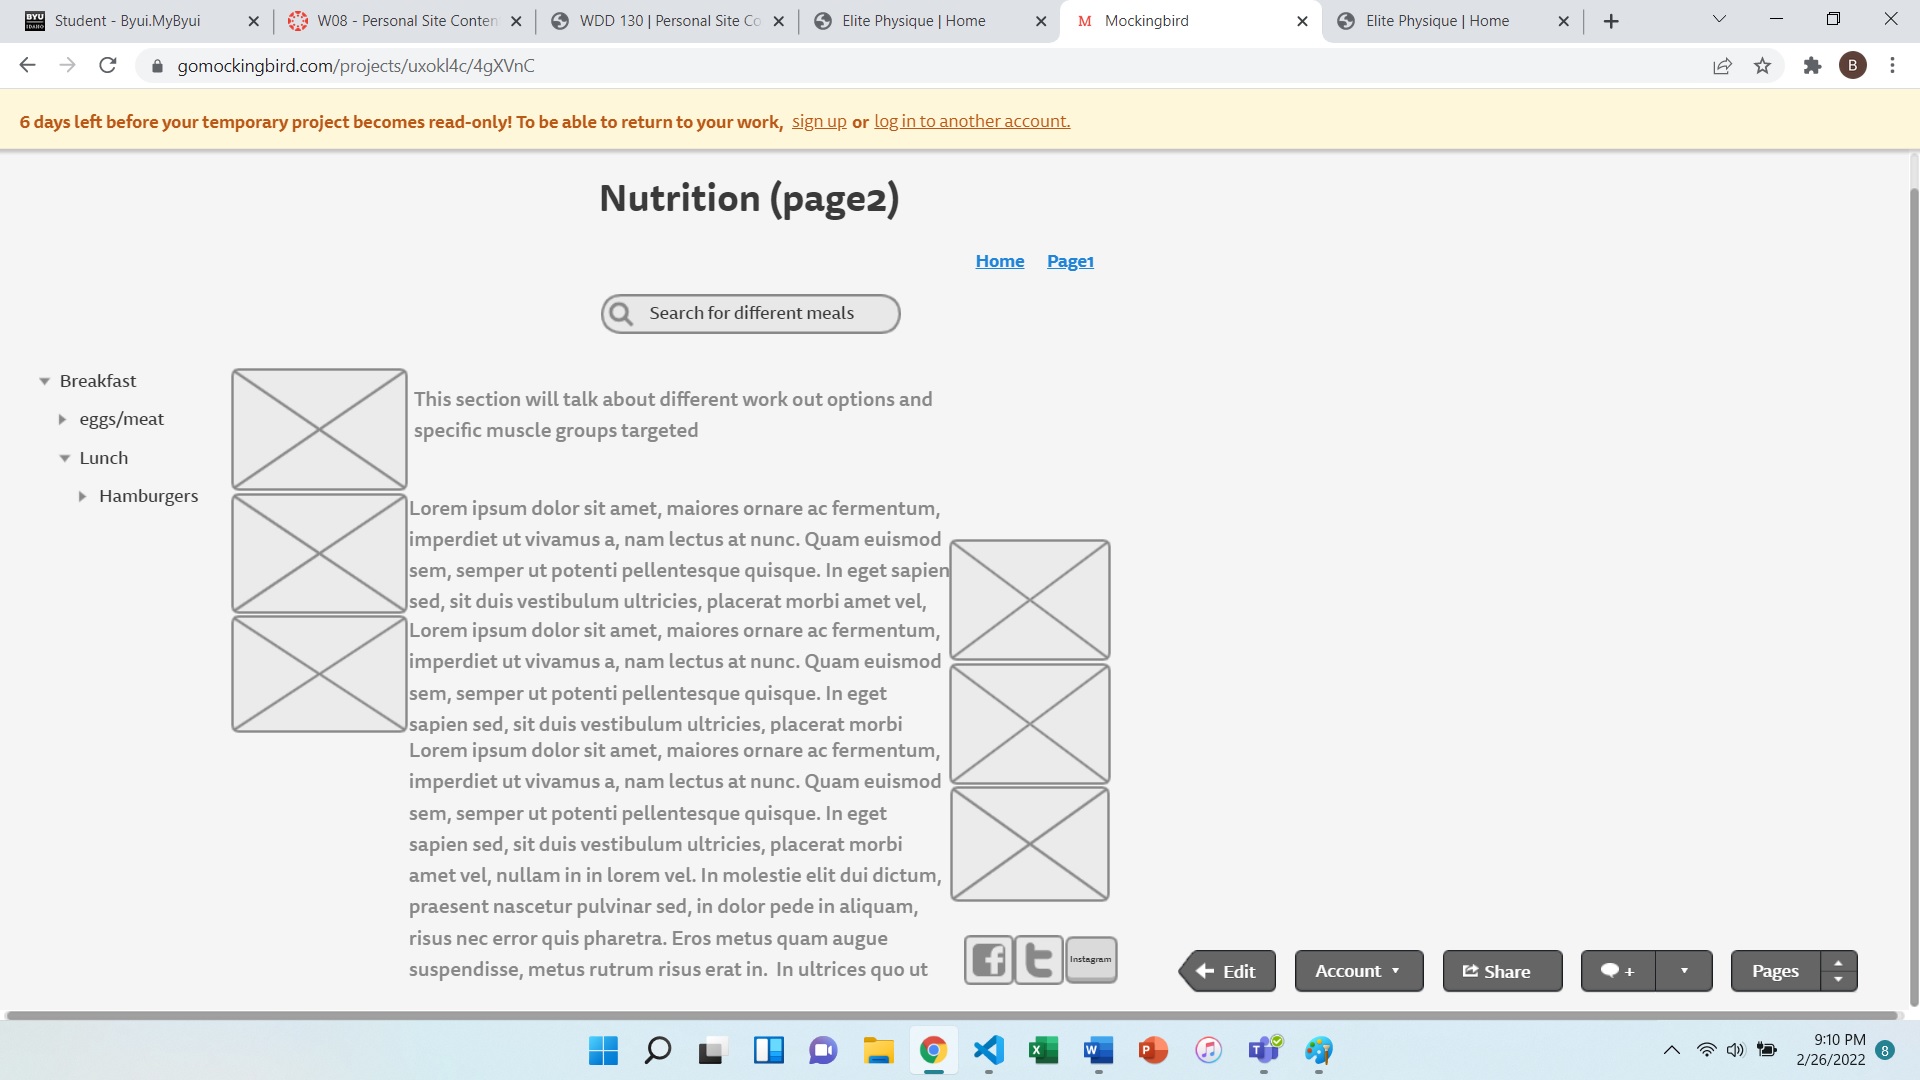 Student - Byui.MyByui
W08 - Personal Site Conten
WDD 130 | Personal Site Co
Elite Physique | Home
M Mockingbird
Elite Physique | Home
gomockingbird.com/projects/uxokl4c/4gXVnC
B
6 days left before your temporary project becomes read-only! To be able to return to your work, sign up or log in to another account.
Nutrition (page2)
Home Page1
Search for different meals
Breakfast
eggs/meat
Lunch
Hamburgers
This section will talk about different work out options and
specific muscle groups targeted
Lorem ipsum dolor sit amet, maiores ornare ac fermentum,
imperdiet ut vivamus a, nam lectus at nunc. Quam euismod
sem, semper ut potenti pellentesque quisque. In eget sapien
sed, sit duis vestibulum ultricies, placerat morbi amet vel,
Lorem ipsum dolor sit amet, maiores ornare ac fermentum,
imperdiet ut vivamus a, nam lectus at nunc. Quam euismod
sem, semper ut potenti pellentesque quisque. In eget
sapien sed, sit duis vestibulum ultricies, placerat morbi
Lorem ipsum dolor sit amet, maiores ornare ac fermentum,
imperdiet ut vivamus a, nam lectus at nunc. Quam euismod
sem, semper ut potenti pellentesque quisque. In eget
sapien sed, sit duis vestibulum ultricies, placerat morbi
amet vel, nullam in in lorem vel. In molestie elit dui dictum,
praesent nascetur pulvinar sed, in dolor pede in aliquam,
risus nec error quis pharetra. Eros metus quam augue
suspendisse, metus rutrum risus erat in. In ultrices quo ut
Instagram
Edit
Account
Share
+
Pages
9:10 PM
2/26/2022
8